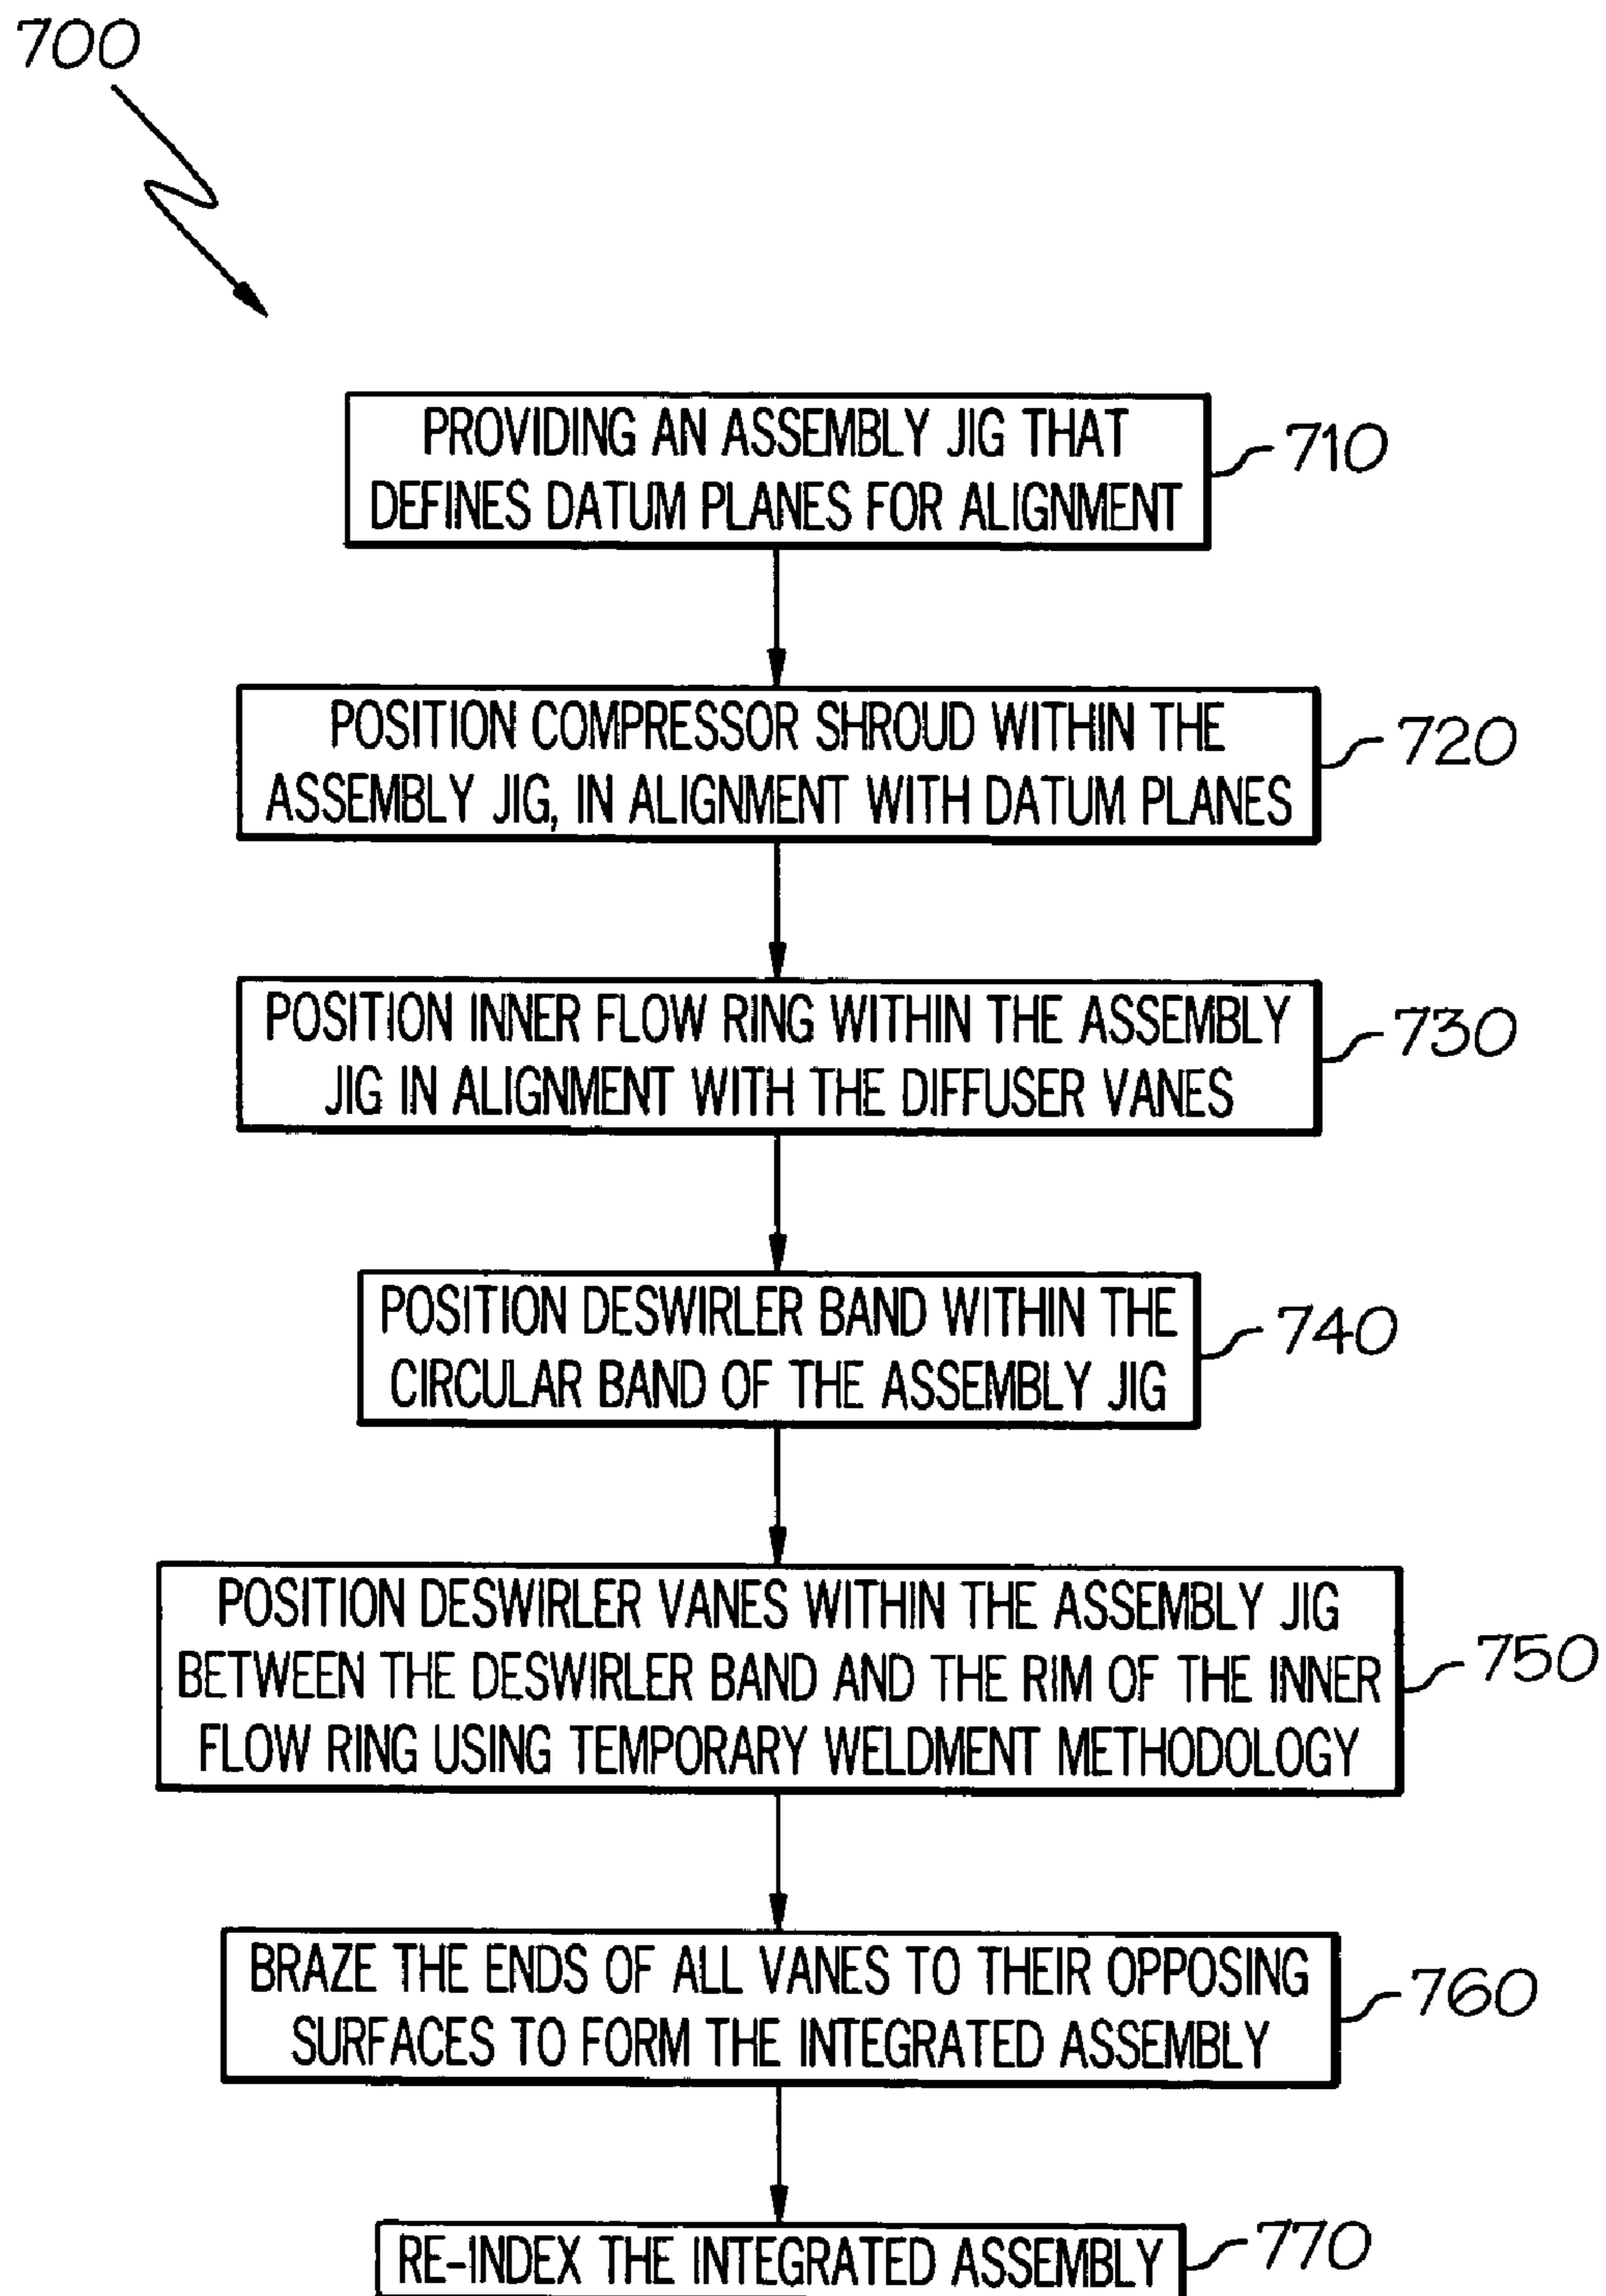 700
PROVIDING AN ASSEMBLY JIG THAT
DEFINES DATUM PLANES FOR ALIGNMENT
710
POSITION COMPRESSOR SHROUD WITHIN THE
ASSEMBLY JIG, IN ALIGNMENT WITH DATUM PLANES
720
POSITION INNER FLOW RING WITHIN THE ASSEMBLY
JIG IN ALIGNMENT WITH THE DIFFUSER VANES
730
POSITION DESWIRLER BAND WITHIN THE
CIRCULAR BAND OF THE ASSEMBLY JIG
740
POSITION DESWIRLER VANES WITHIN THE ASSEMBLY JIG
BETWEEN THE DESWIRLER BAND AND THE RIM OF THE INNER
FLOW RING USING TEMPORARY WELDMENT METHODOLOGY
750
BRAZE THE ENDS OF ALL VANES TO THEIR OPPOSING
SURFACES TO FORM THE INTEGRATED ASSEMBLY
760
RE-INDEX THE INTEGRATED ASSEMBLY
770